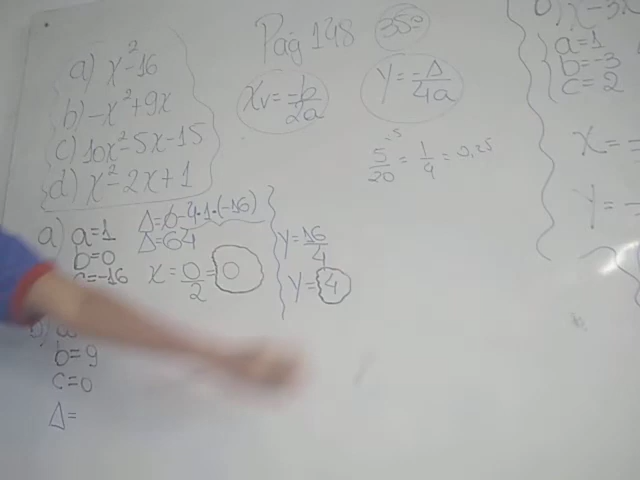 Pág 148 35º
a) x²-16
b) -x²+9x
c) 10x²-5x-15
d) x²-2x+1
Xv = -b/2a
Y = -Δ/4a
5/20 = 1/4 = 0,25
a) a=1
b=0
c=-16
Δ=0-4·1·(-16)
Δ=64
X = 0/2 = 0
Y = 16/4
Y = 4
b)
b=9
c=0
Δ=
a=1
b=-3
c=2
X = 
Y = -